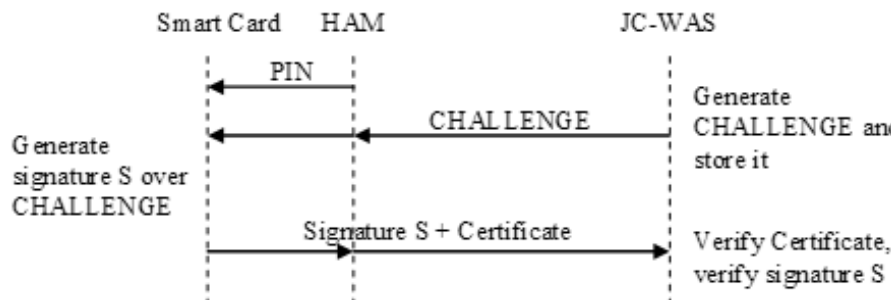 Smart Card HAM JC-WAS
PIN
CHALLENGE
Generate
CHALLENGE and
store it
Generate
signature S over
CHALLENGE
Signature S + Certificate
Verify Certificate,
verify signature S